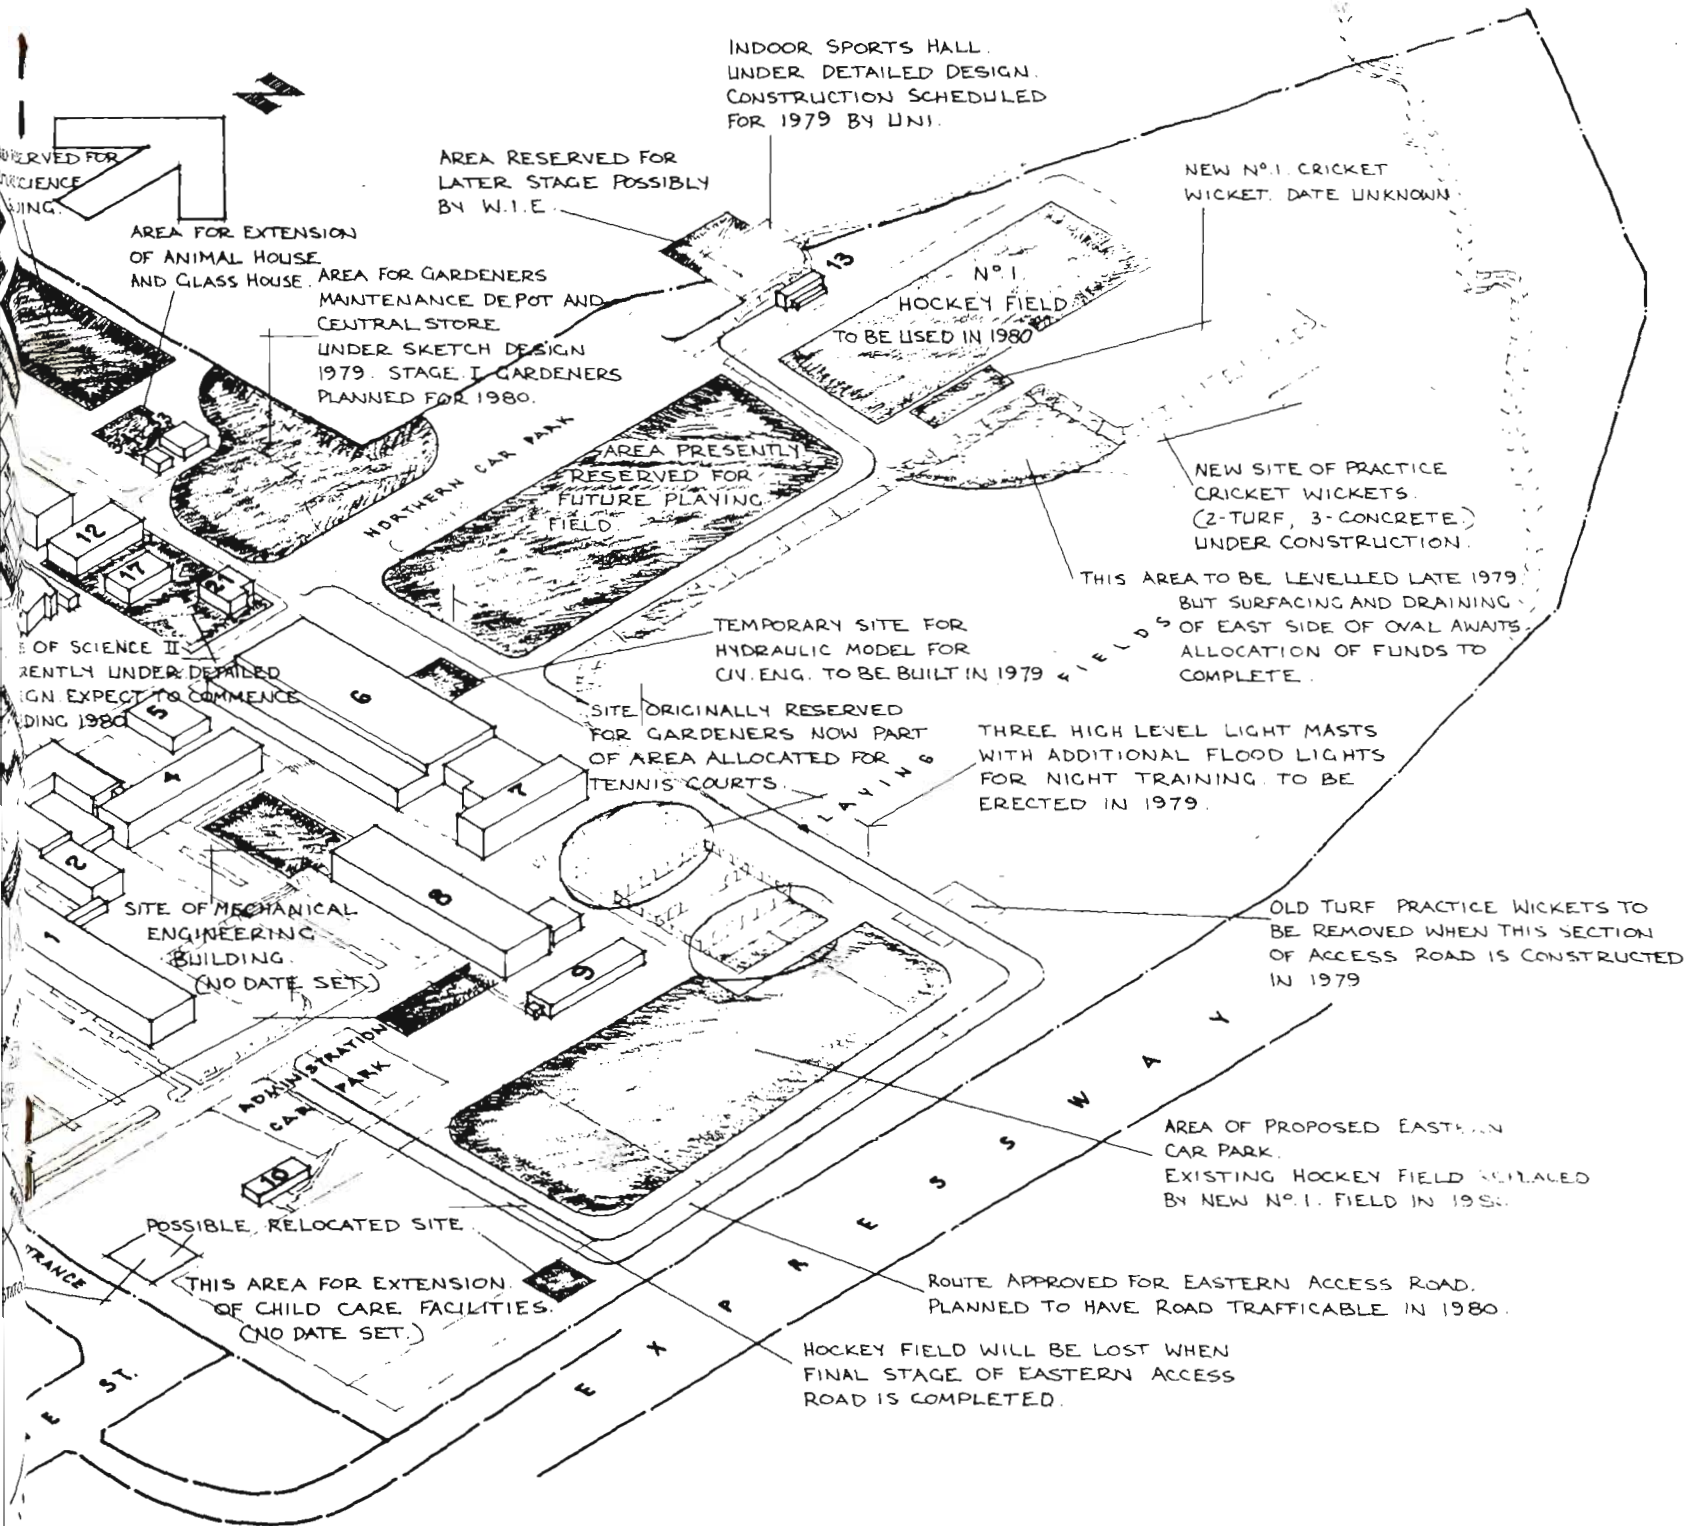 N
INDOOR SPORTS HALL.
UNDER DETAILED DESIGN.
CONSTRUCTION SCHEDULED
FOR 1979 BY UNI.
AREA RESERVED FOR
LATER STAGE POSSIBLY
BY W.I.E.
NEW Nº.1. CRICKET
WICKET. DATE UNKNOWN
FOR
SCIENCE
AREA FOR EXTENSION
OF ANIMAL HOUSE
AND GLASS HOUSE.
AREA FOR GARDENERS
MAINTENANCE DEPOT AND
CENTRAL STORE
UNDER SKETCH DESIGN
1979. STAGE I GARDENERS
PLANNED FOR 1980.
13
Nº 1.
HOCKEY FIELD
TO BE USED IN 1980
NORTHERN CAR PARK
AREA PRESENTLY
RESERVED FOR
FUTURE PLAYING
FIELD
NEW SITE OF PRACTICE
CRICKET WICKETS.
(2-TURF, 3-CONCRETE.)
UNDER CONSTRUCTION.
THIS AREA TO BE LEVELLED LATE 1979
BUT SURFACING AND DRAINING
OF EAST SIDE OF OVAL AWAITS
ALLOCATION OF FUNDS TO
COMPLETE.
12
17
21
OF SCIENCE II
UNDER DETAILED
EXPECT TO COMMENCE
1980
TEMPORARY SITE FOR
HYDRAULIC MODEL FOR
CIV. ENG. TO BE BUILT IN 1979
PLAYING FIELDS
SITE ORIGINALLY RESERVED
FOR GARDENERS NOW PART
OF AREA ALLOCATED FOR
TENNIS COURTS.
THREE HIGH LEVEL LIGHT MASTS
WITH ADDITIONAL FLOOD LIGHTS
FOR NIGHT TRAINING. TO BE
ERECTED IN 1979.
6
5
4
7
2
8
1
9
SITE OF MECHANICAL
ENGINEERING
BUILDING.
(NO DATE SET.)
OLD TURF PRACTICE WICKETS TO
BE REMOVED WHEN THIS SECTION
OF ACCESS ROAD IS CONSTRUCTED
IN 1979
ADMINISTRATION
CAR PARK
10
AREA OF PROPOSED EASTERN
CAR PARK.
EXISTING HOCKEY FIELD REPLACED
BY NEW Nº.1. FIELD IN
POSSIBLE RELOCATED SITE
THIS AREA FOR EXTENSION
OF CHILD CARE FACILITIES.
(NO DATE SET.)
ROUTE APPROVED FOR EASTERN ACCESS ROAD.
PLANNED TO HAVE ROAD TRAFFICABLE IN 1980.
HOCKEY FIELD WILL BE LOST WHEN
FINAL STAGE OF EASTERN ACCESS
ROAD IS COMPLETED.
EXPRESSWAY
ST.